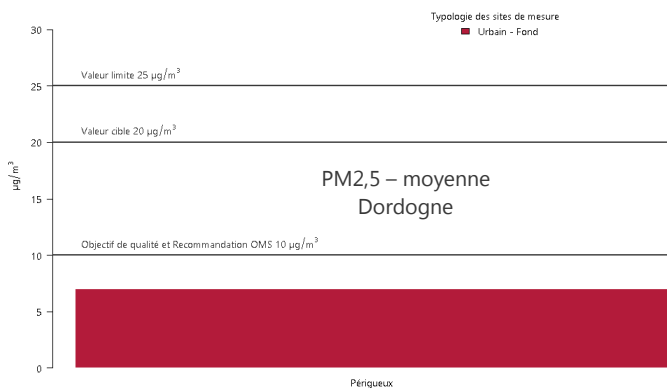 Typologie des sites de mesure
Urbain - Fond
30
Valeur limite 25 µg/m³
25
Valeur cible 20 µg/m³
20
µg/m³
PM2,5 – moyenne
Dordogne
15
Objectif de qualité et Recommandation OMS 10 µg/m³
10
5
0
Périgueux